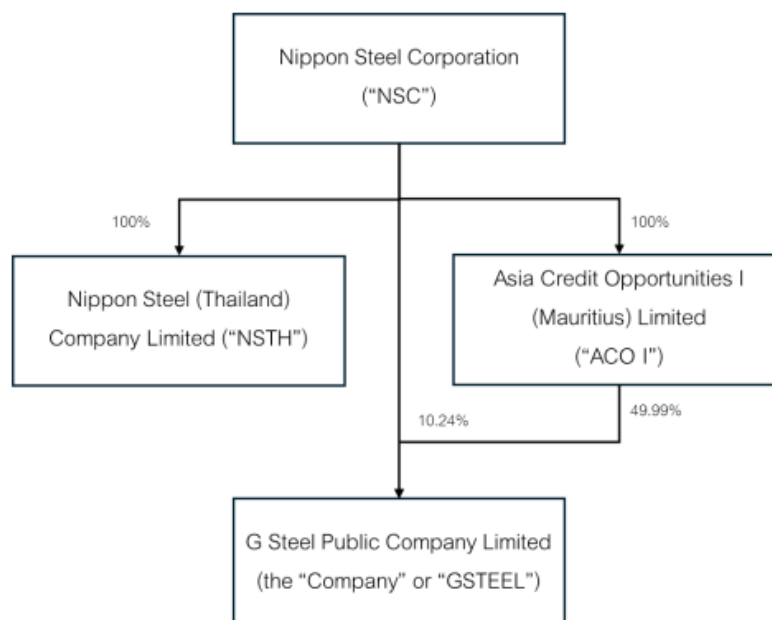 Nippon Steel Corporation
(“NSC”)
100%
100%
Nippon Steel (Thailand)
Company Limited (“NSTH”)
Asia Credit Opportunities I
(Mauritius) Limited
(“ACO I”)
10.24%
49.99%
G Steel Public Company Limited
(the “Company” or “GSTEEL”)